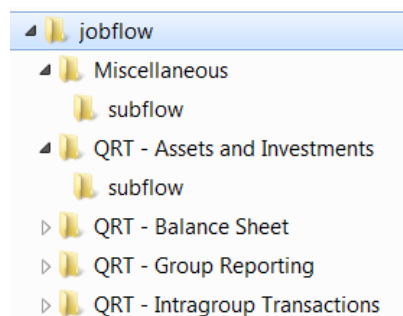 jobflow
Miscellaneous
subflow
QRT - Assets and Investments
subflow
QRT - Balance Sheet
QRT - Group Reporting
QRT - Intragroup Transactions